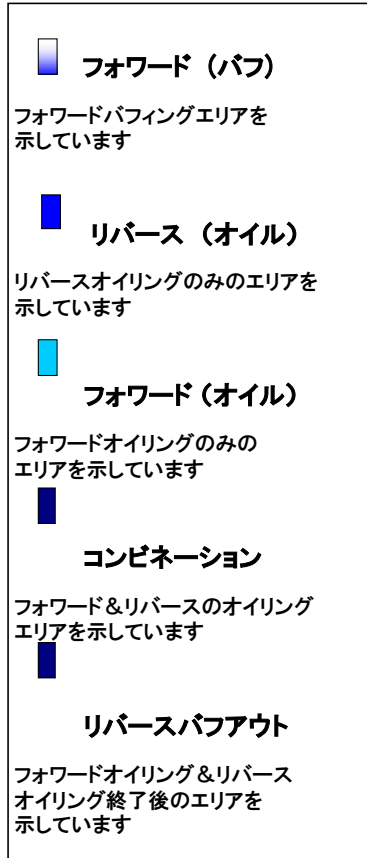 フォワード (バフ)
フォワードバフィングエリアを
示しています
リバース (オイル)
リバースオイリングのみのエリアを
示しています
フォワード(オイル)
フォワードオイリングのみの
エリアを示しています
コンビネーション
フォワード＆リバースのオイリング
エリアを示しています
リバースバフアウト
フォワードオイリング＆リバース
オイリング終了後のエリアを
示しています